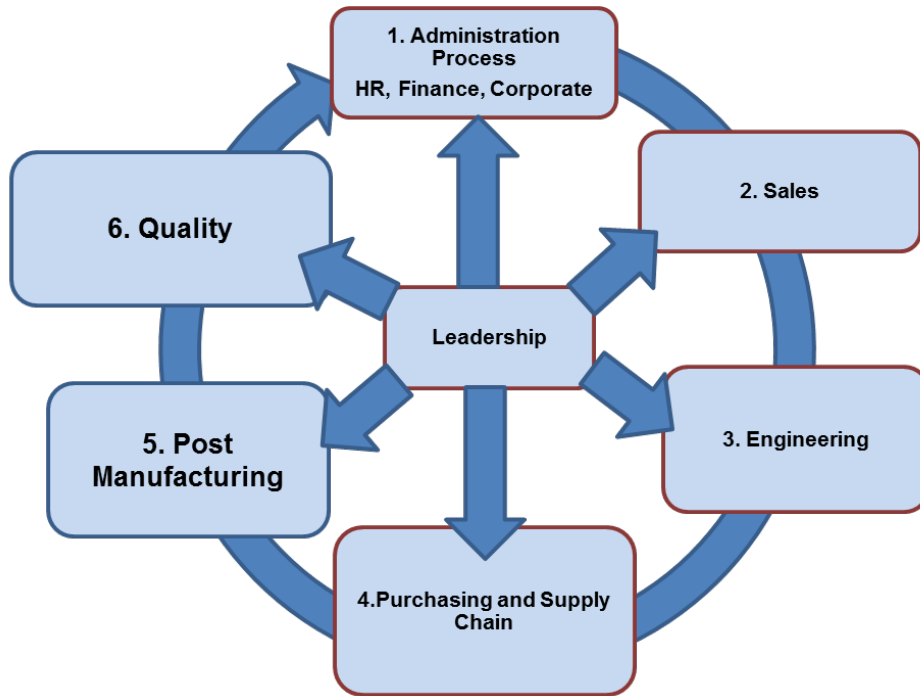 1. Administration
Process
HR, Finance, Corporate
2. Sales
3. Engineering
4.Purchasing and Supply
Chain
5. Post
Manufacturing
6. Quality
Leadership